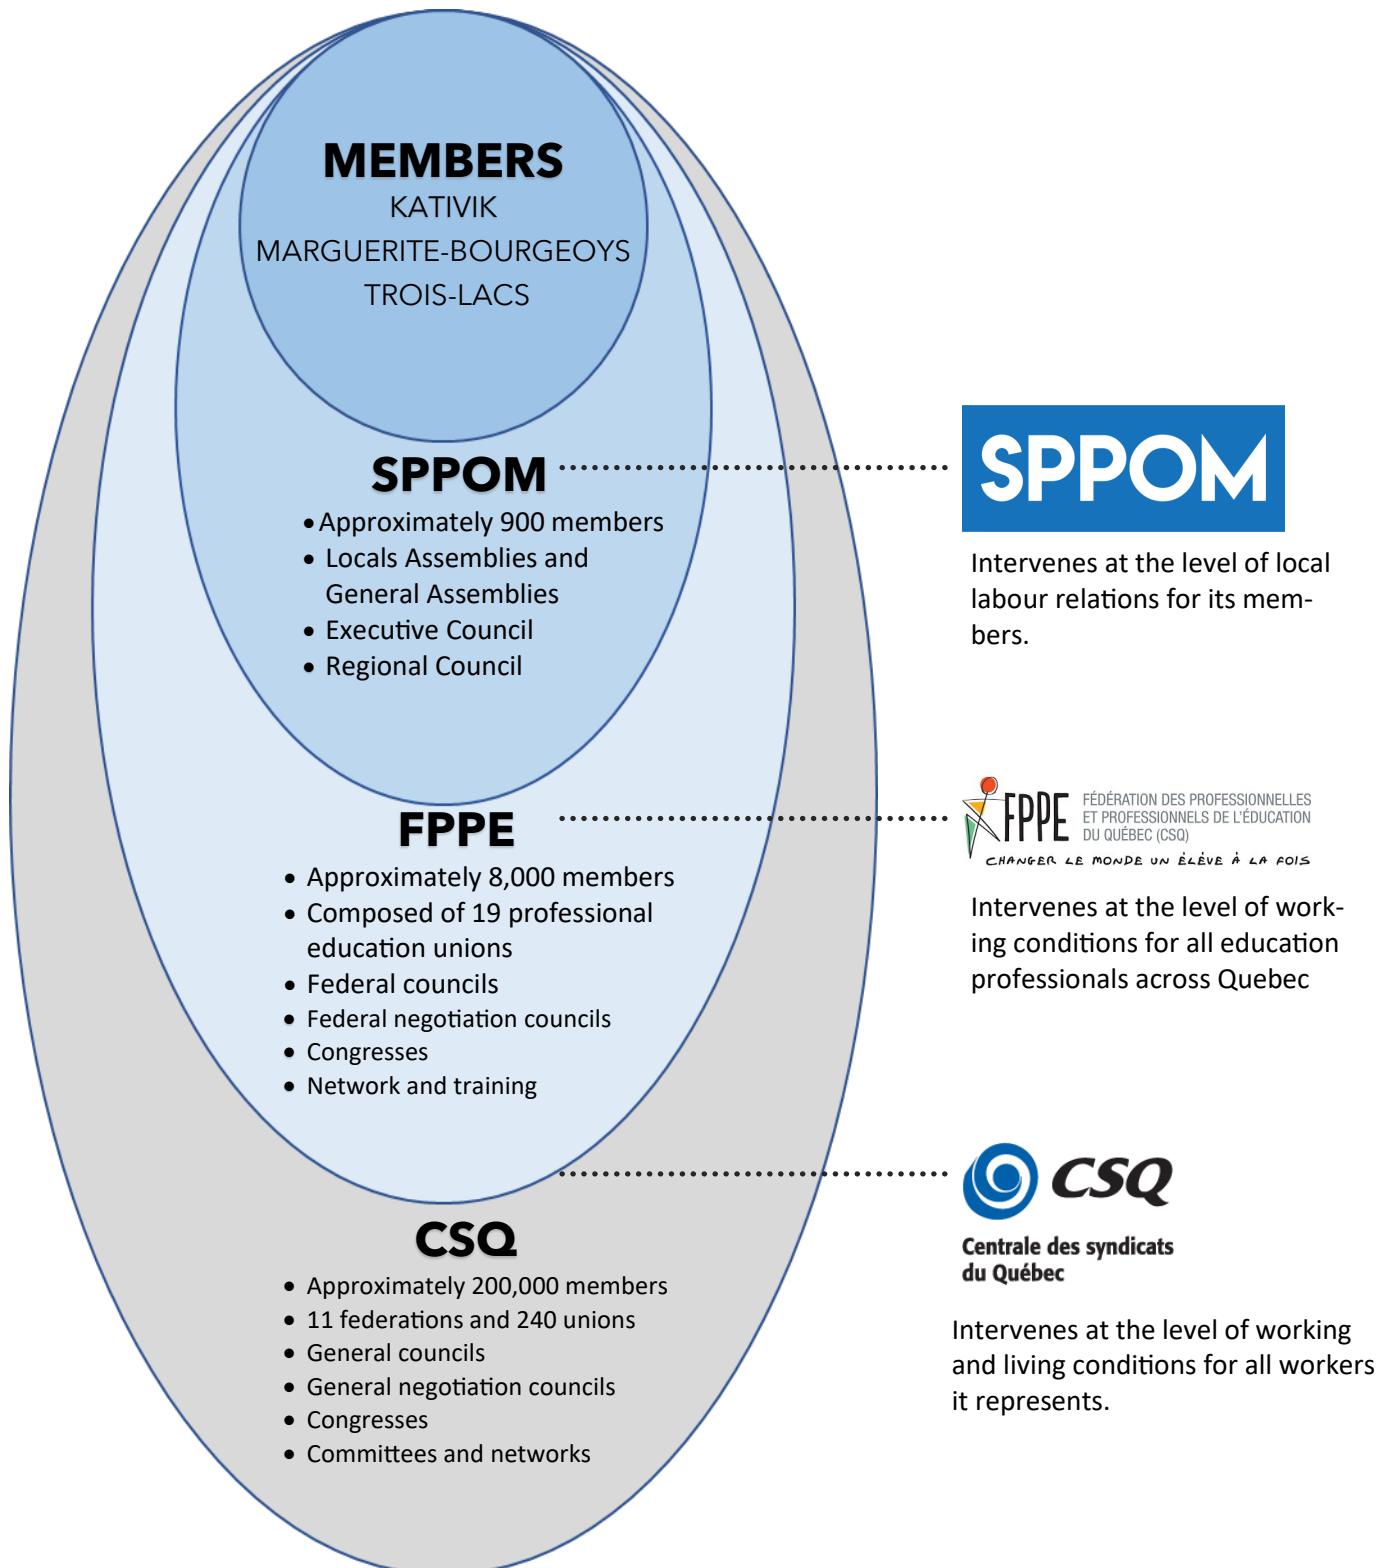 MEMBERS
KATIVIK
MARGUERITE-BOURGEOYS
TROIS-LACS
SPPOM
• Approximately 900 members
• Locals Assemblies and
General Assemblies
• Executive Council
• Regional Council
SPPOM
Intervenes at the level of local
labour relations for its mem-
bers.
FPPE
• Approximately 8,000 members
• Composed of 19 professional
education unions
• Federal councils
• Federal negotiation councils
• Congresses
• Network and training
FPPE
FÉDÉRATION DES PROFESSIONNELLES
ET PROFESSIONNELS DE L'ÉDUCATION
DU QUÉBEC (CSQ)
CHANGER LE MONDE UN ÉLÈVE À LA FOIS
Intervenes at the level of work-
ing conditions for all education
professionals across Quebec
CSQ
• Approximately 200,000 members
• 11 federations and 240 unions
• General councils
• General negotiation councils
• Congresses
• Committees and networks
CSQ
Centrale des syndicats
du Québec
Intervenes at the level of working
and living conditions for all workers
it represents.